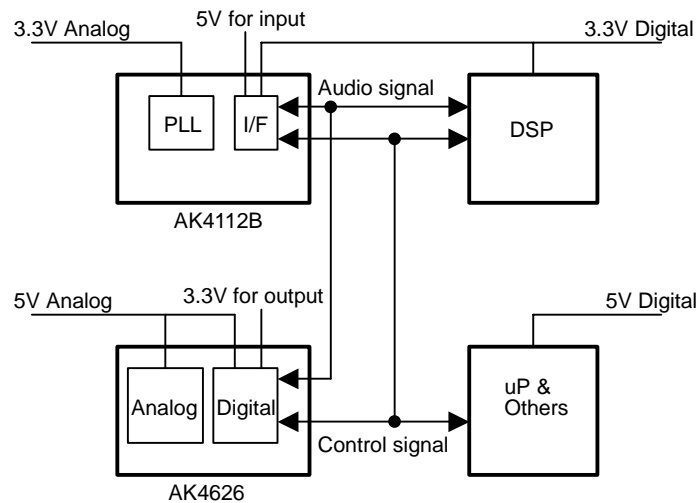 5V for input
3.3V Analog
3.3V Digital
Audio signal
PLL
I/F
DSP
AK4112B
5V Analog
3.3V for output
5V Digital
Analog
Digital
uP &
Others
Control signal
AK4626